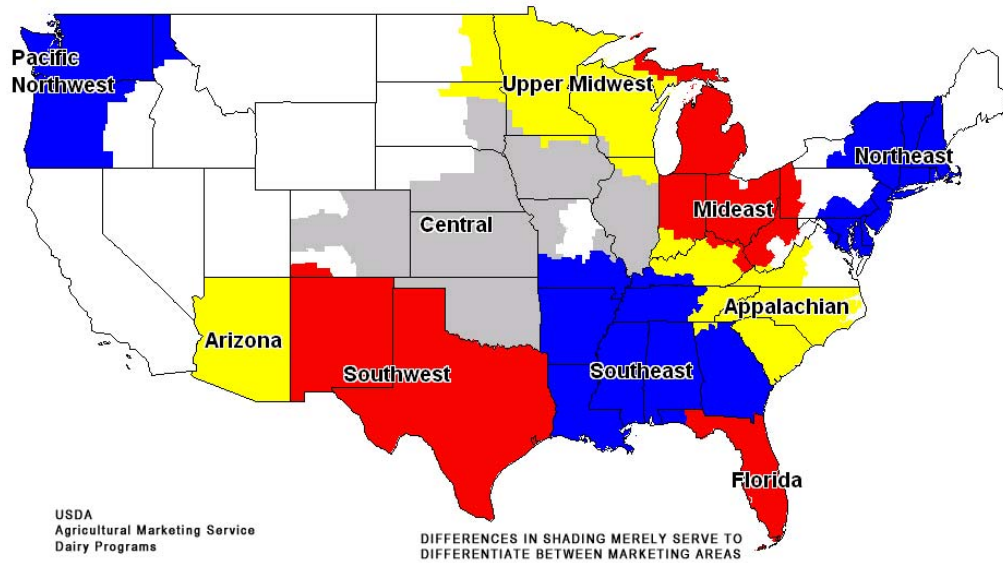 Pacific
Northwest
Upper Midwest
Northeast
Mideast
Central
Appalachian
Arizona
Southwest
Southeast
Florida
USDA
Agricultural Marketing Service
Dairy Programs
DIFFERENCES IN SHADING MERELY SERVE TO
DIFFERENTIATE BETWEEN MARKETING AREAS